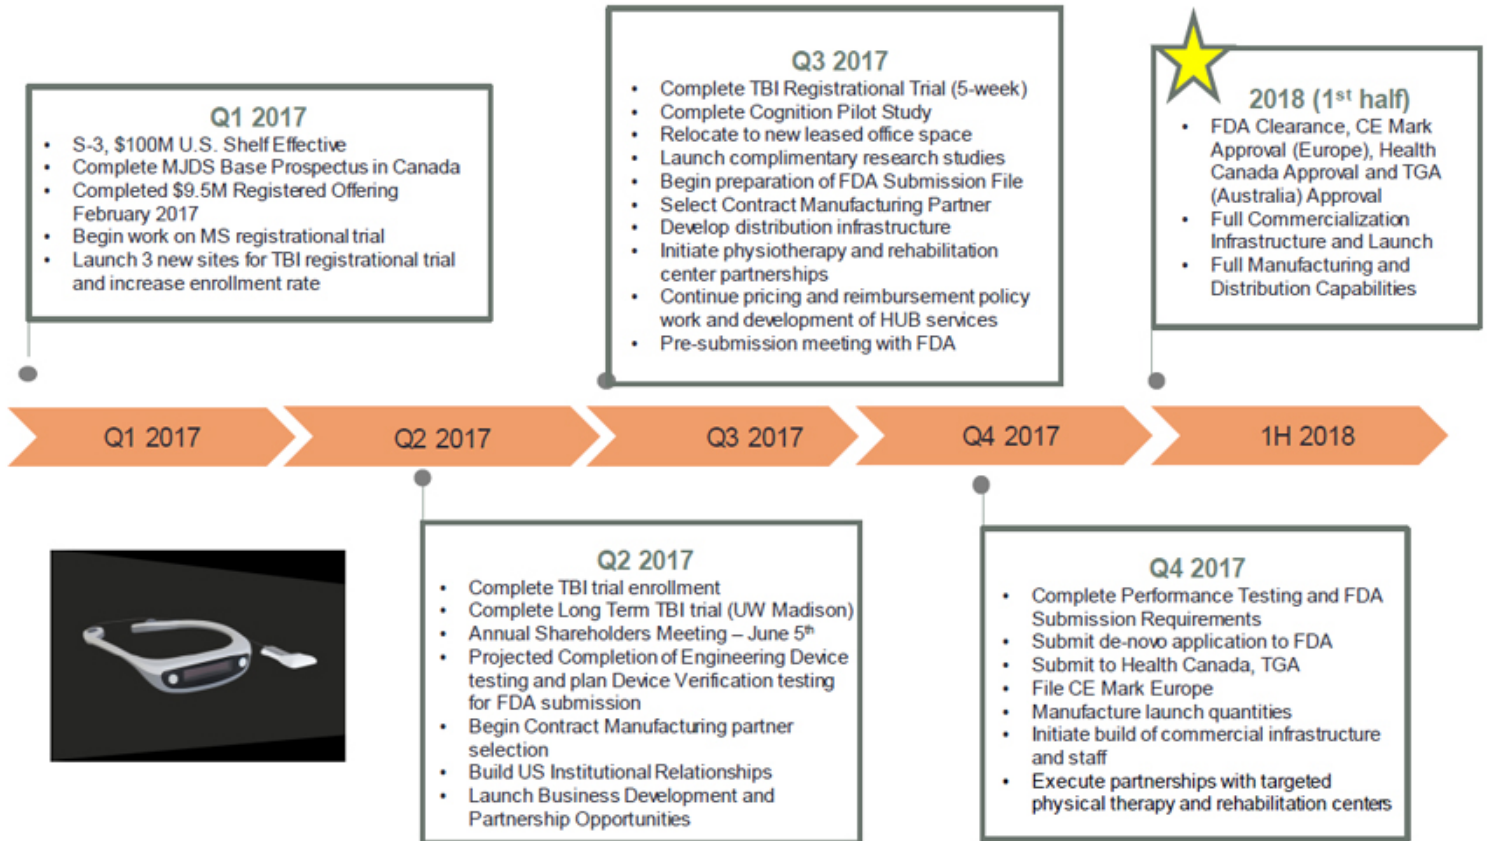 Q1 2017
• S-3, $100M U.S. Shelf Effective
• Complete MJDS Base Prospectus in Canada
• Completed $9.5M Registered Offering
February 2017
• Begin work on MS registrational trial
• Launch 3 new sites for TBI registrational trial
and increase enrollment rate
Q3 2017
• Complete TBI Registrational Trial (5-week)
• Complete Cognition Pilot Study
• Relocate to new leased office space
• Launch complimentary research studies
• Begin preparation of FDA Submission File
• Select Contract Manufacturing Partner
• Develop distribution infrastructure
• Initiate physiotherapy and rehabilitation
center partnerships
• Continue pricing and reimbursement policy
work and development of HUB services
• Pre-submission meeting with FDA
2018 (1st half)
• FDA Clearance, CE Mark
Approval (Europe), Health
Canada Approval and TGA
(Australia) Approval
• Full Commercialization
Infrastructure and Launch
• Full Manufacturing and
Distribution Capabilities
Q1 2017
Q2 2017
Q3 2017
Q4 2017
1H 2018
Q2 2017
• Complete TBI trial enrollment
• Complete Long Term TBI trial (UW Madison)
• Annual Shareholders Meeting – June 5th
• Projected Completion of Engineering Device
testing and plan Device Verification testing
for FDA submission
• Begin Contract Manufacturing partner
selection
• Build US Institutional Relationships
• Launch Business Development and
Partnership Opportunities
Q4 2017
• Complete Performance Testing and FDA
Submission Requirements
• Submit de-novo application to FDA
• Submit to Health Canada, TGA
• File CE Mark Europe
• Manufacture launch quantities
• Initiate build of commercial infrastructure
and staff
• Execute partnerships with targeted
physical therapy and rehabilitation centers